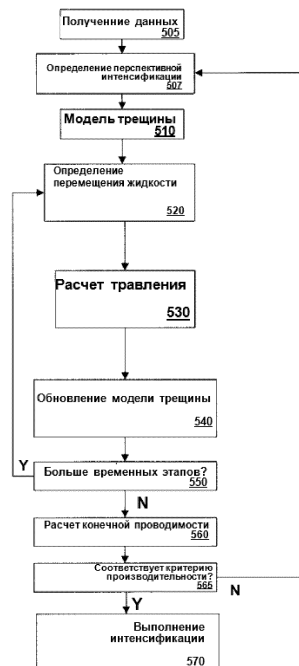 Полученние данных
505
Определение перспективной
интенсификации
507
Модель трещины
510
Определение
перемещения жидкости
520
Расчет травления
530
Обновление модели трещины
540
Y
Больше временных этапов?
550
N
Расчет конечной проводимости
560
Соответствует критерию
производительности?
565
Y
N
Выполнение
интенсификации
570